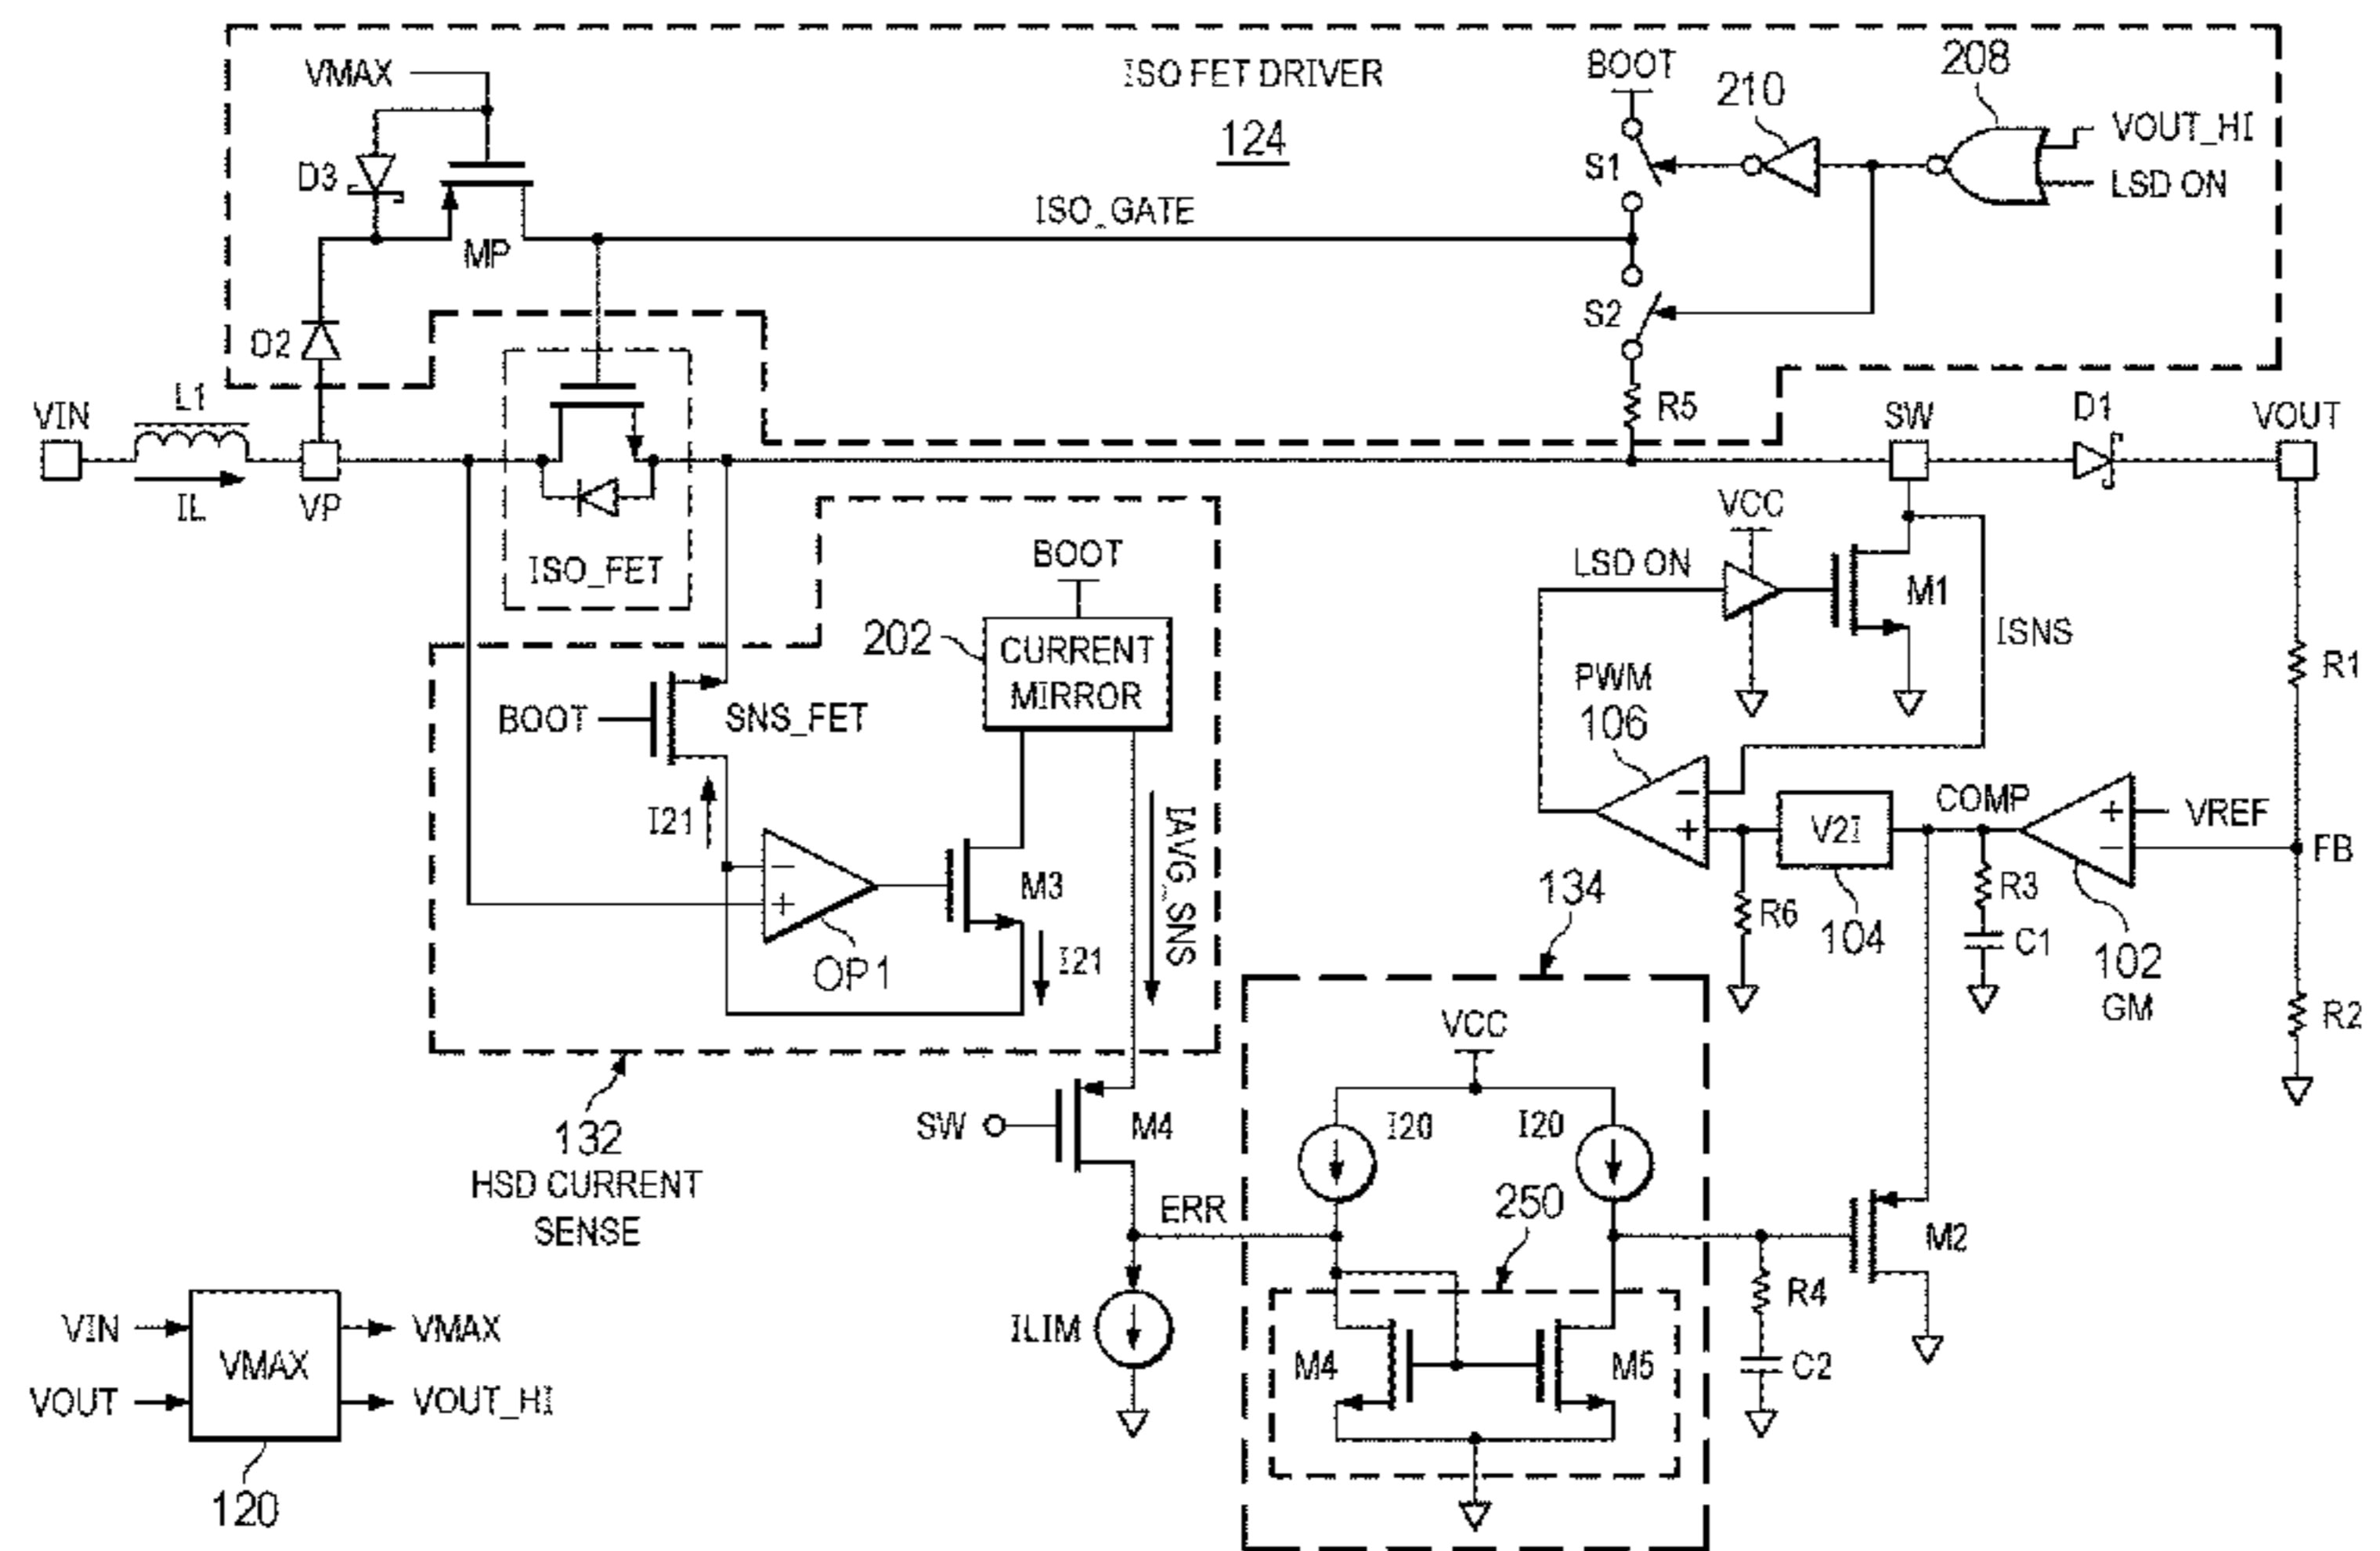 VMAX
ISO FET DRIVER
124
BOOT
210
208
VOUT_HI
LSD ON
S1
D3
MP
ISO_GATE
S2
O2
R5
VIN
L1
IL
VP
SW
D1
VOUT
ISO_FET
BOOT
VCC
LSD ON
M1
ISNS
202
CURRENT
MIRROR
BOOT
SNS_FET
PWM
106
R1
I21
IAVG_SNS
COMP
VREF
V2I
FB
134
M3
R3
R6
104
C1
102
GM
OP1
I21
R2
VCC
SW
M4
I20
I20
132
HSD CURRENT
SENSE
ERR
250
M2
R4
ILIM
M4
M5
C2
VIN
VOUT
VMAX
VMAX
VOUT_HI
120